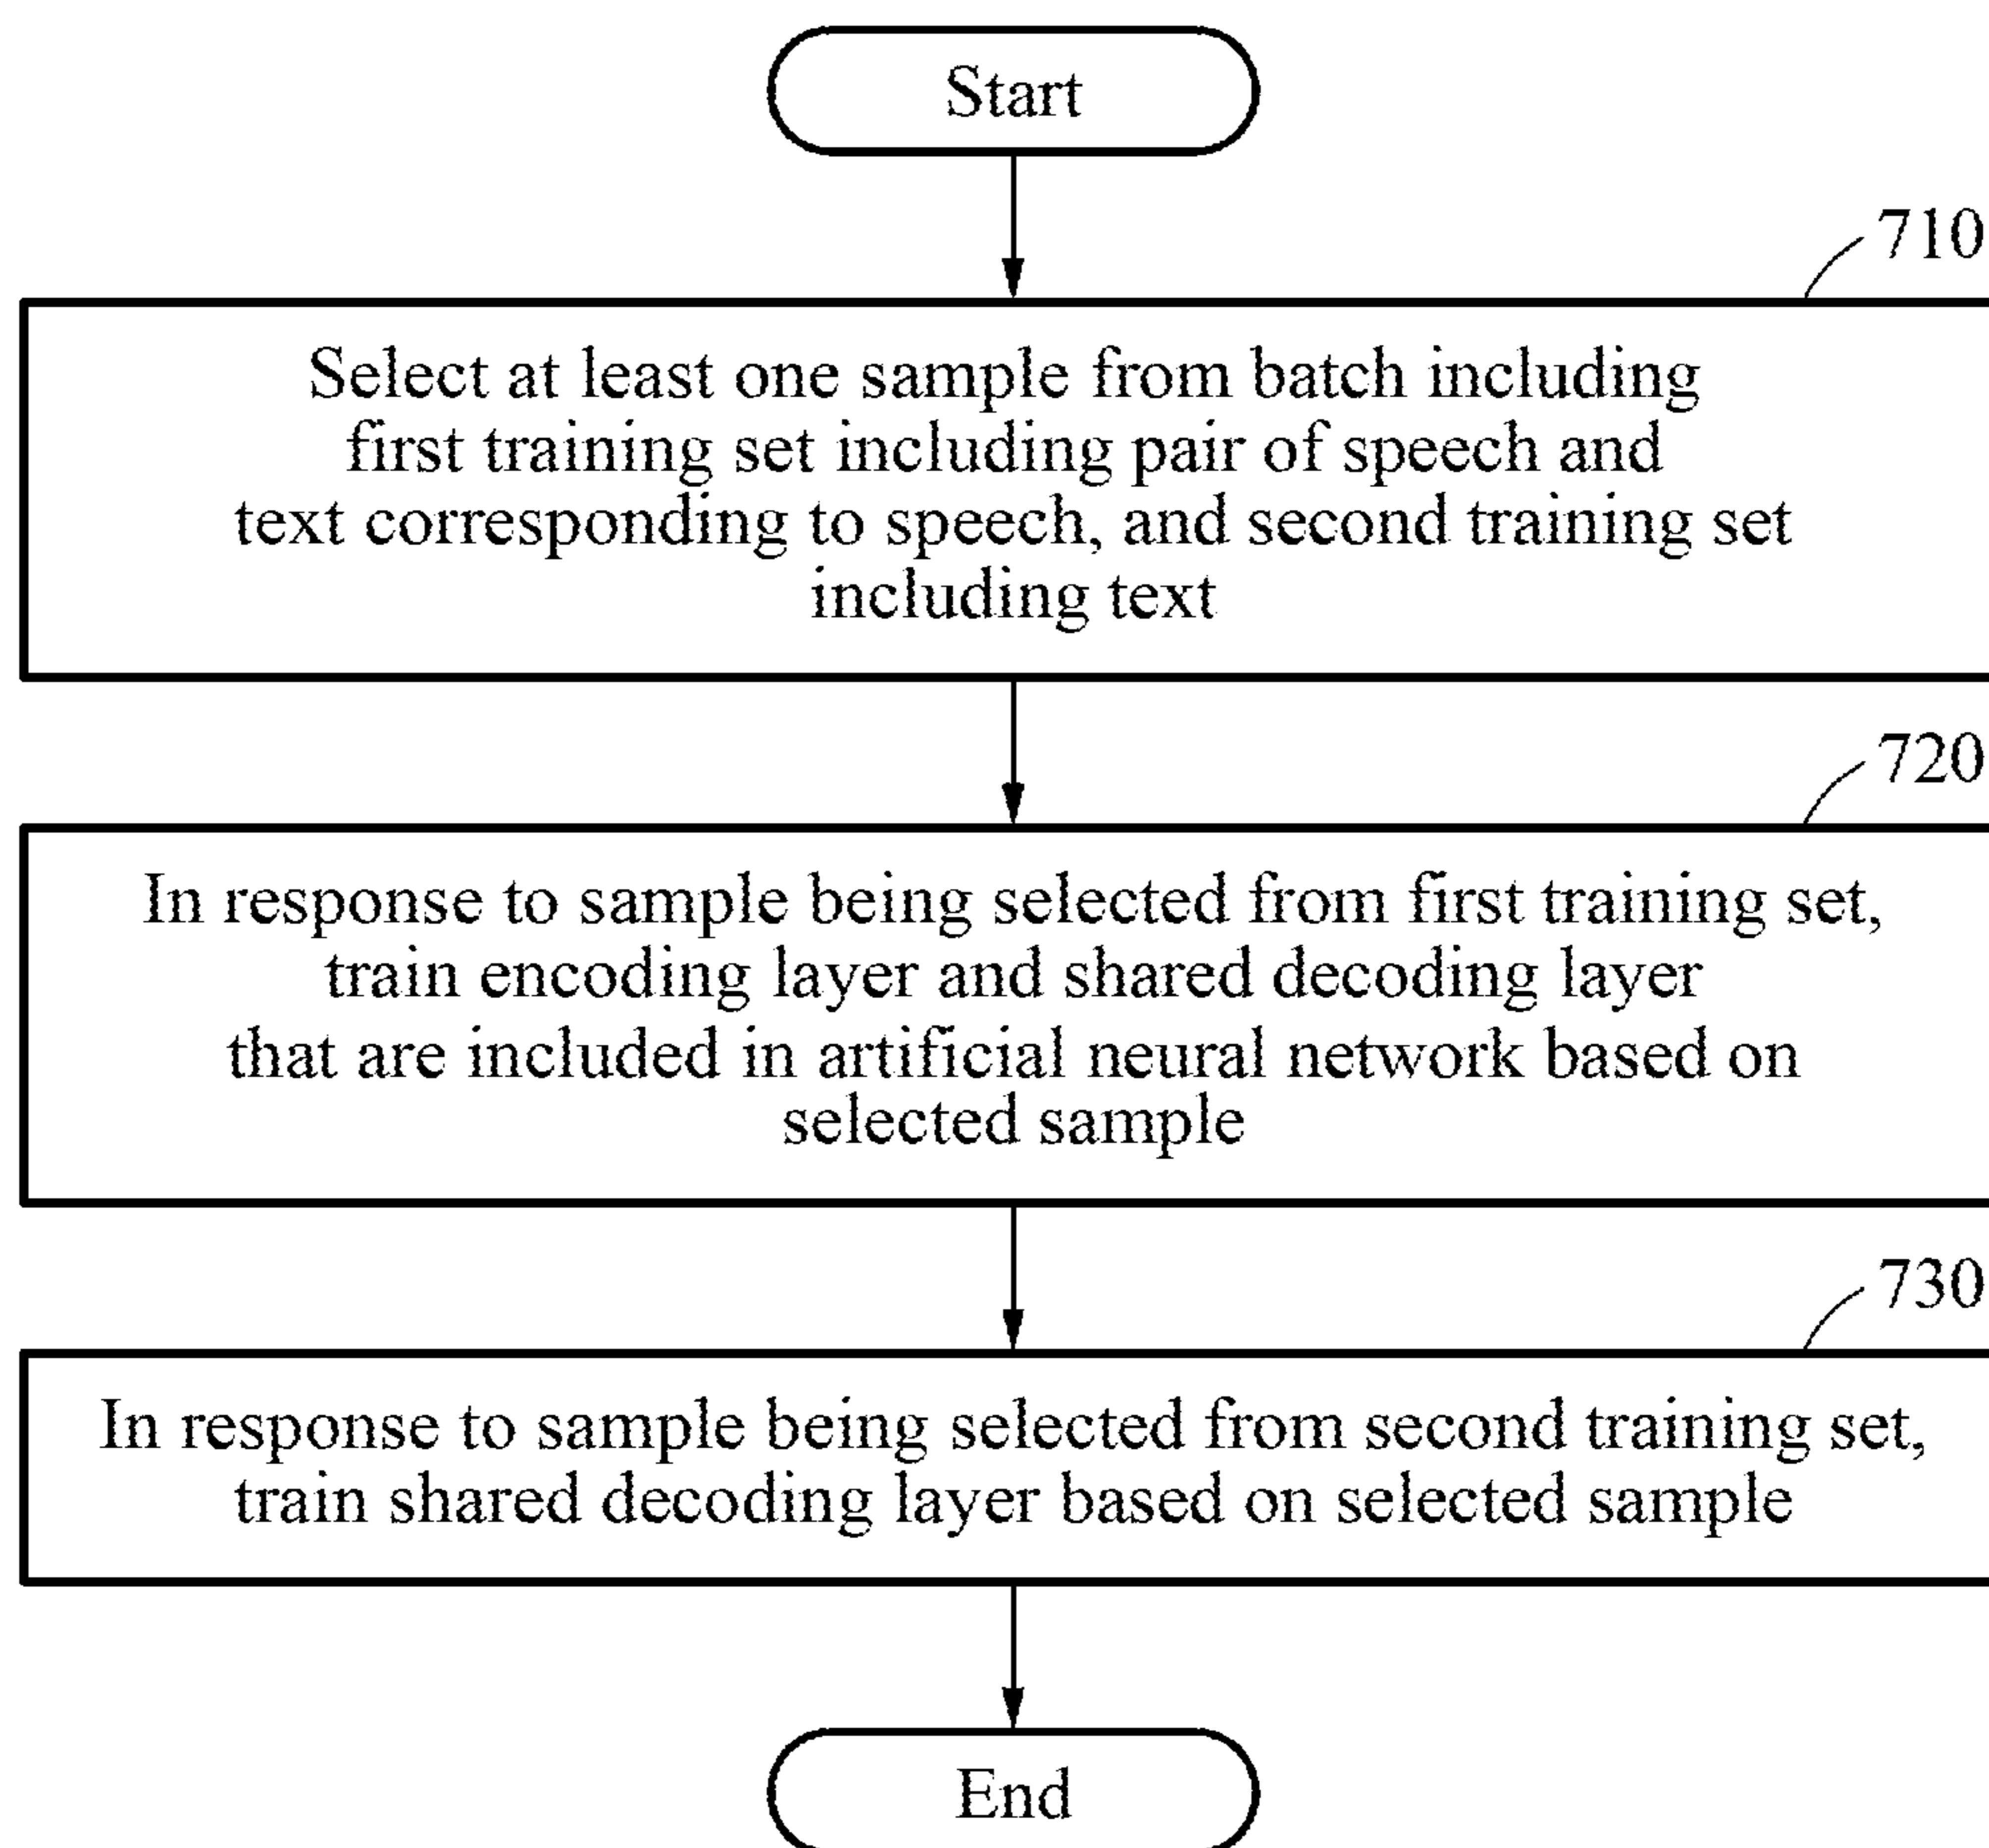 Start
710
Select at least one sample from batch including
first training set including pair of speech and
text corresponding to speech, and second training set
including text
720
In response to sample being selected from first training set,
train encoding layer and shared decoding layer
that are included in artificial neural network based on
selected sample
730
In response to sample being selected from second training set,
train shared decoding layer based on selected sample
End